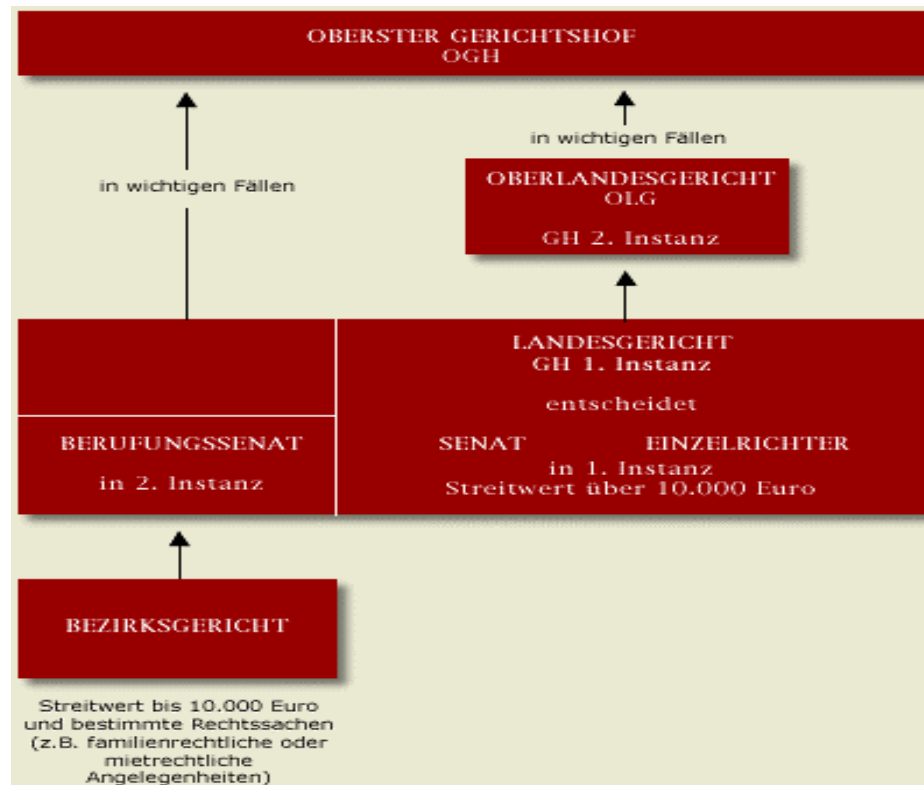 OBERSTER GERICHTSHOF
OGH
in wichtigen Fällen
in wichtigen Fällen
OBERLANDESGERICHT
OLG
GH 2. Instanz
LANDESGERICHT
GH 1. Instanz
entscheidet
SENAT EINZELRICHTER
in 1. Instanz
Streitwert über 10.000 Euro
BERUFUNGSSENAT
in 2. Instanz
BEZIRKSGERICHT
Streitwert bis 10.000 Euro
und bestimmte Rechtssachen
(z.B. familienrechtliche oder
mietrechtliche
Angelegenheiten)